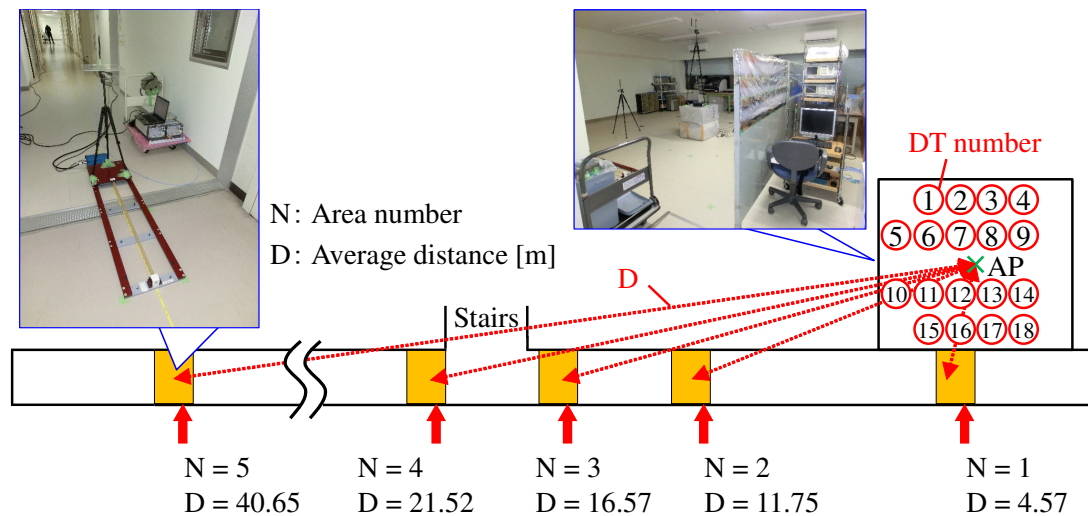 DT number
1 2 3 4
5 6 7 8 9
AP
10 11 12 13 14
15 16 17 18
N: Area number
D: Average distance [m]
D
Stairs
N = 5
D = 40.65
N = 4
D = 21.52
N = 3
D = 16.57
N = 2
D = 11.75
N = 1
D = 4.57